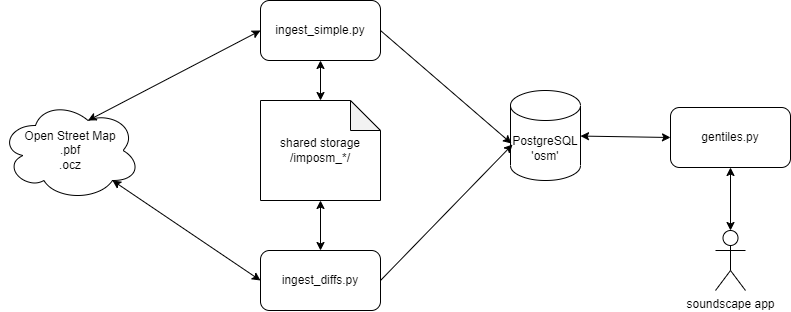 ingest_simple.py
Open Street Map
.pbf
.ocz
shared storage
/imposm_*/
ingest_diffs.py
PostgreSQL
'osm'
gentiles.py
soundscape app